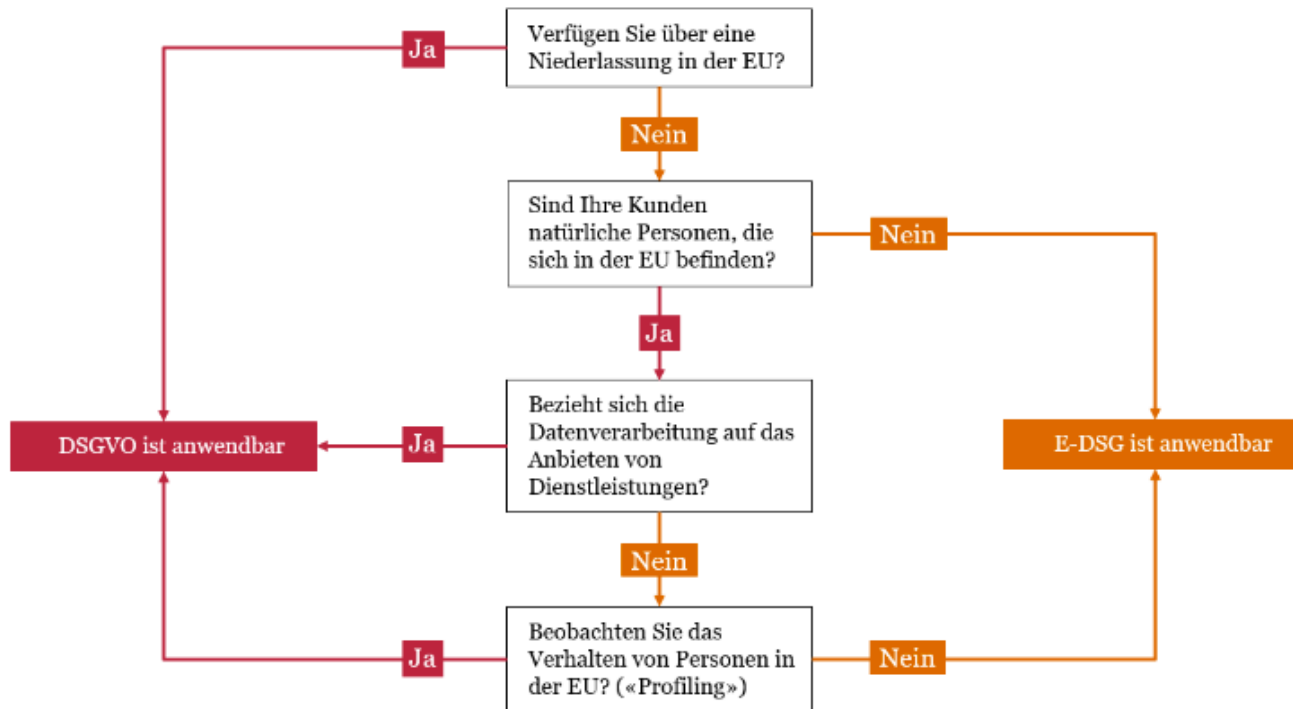 Verfügen Sie über eine
Niederlassung in der EU?
Ja
Nein
Sind Ihre Kunden
natürliche Personen, die
sich in der EU befinden?
Nein
Ja
Bezieht sich die
Datenverarbeitung auf das
Anbieten von
Dienstleistungen?
Ja
DSGVO ist anwendbar
E-DSG ist anwendbar
Nein
Beobachten Sie das
Verhalten von Personen in
der EU? («Profiling»)
Ja
Nein